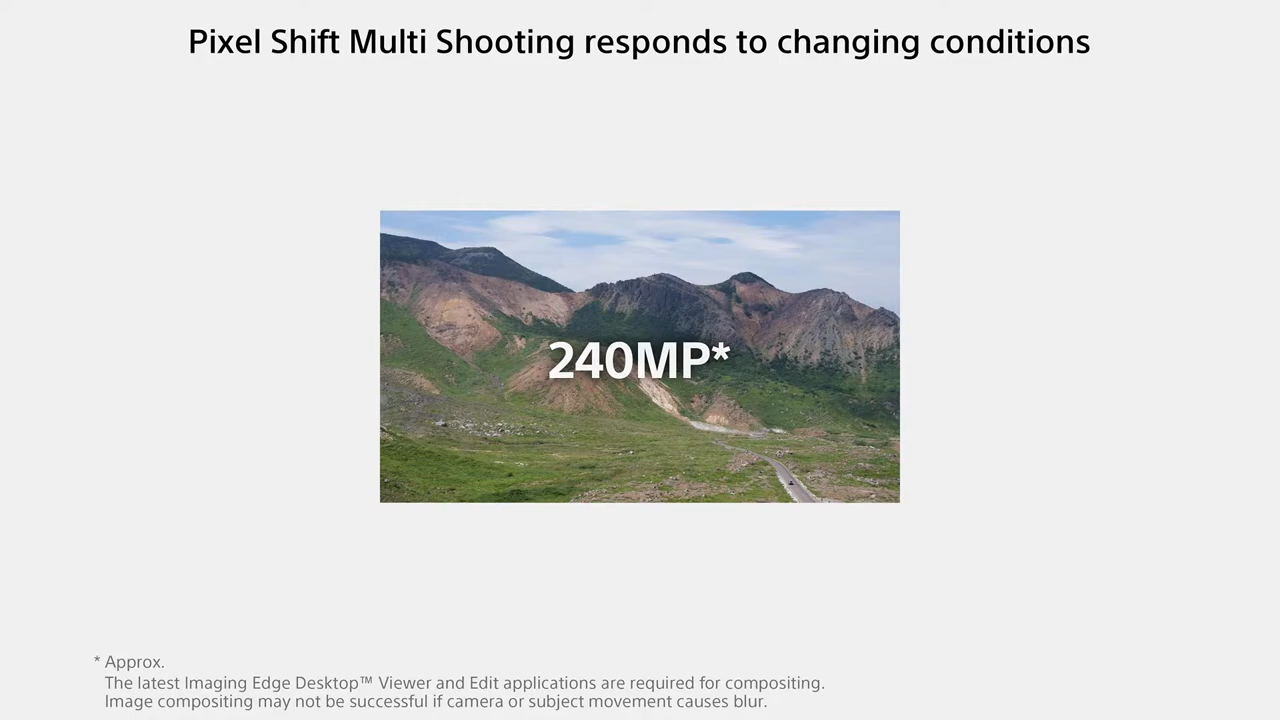 Pixel Shift Multi Shooting responds to changing conditions
240MP*
* Approx.
The latest Imaging Edge Desktop™ Viewer and Edit applications are required for compositing.
Image compositing may not be successful if camera or subject movement causes blur.